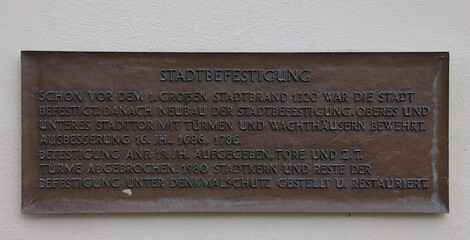 STADTBEFESTIGUNG
SCHON VOR DEM 1. GROßEN STADTBRAND 1220 WAR DIE STADT
BEFESTIGT. DANACH NEUBAU DER STADTBEFESTIGUNG. OBERES UND
UNTERES STADTTOR MIT TÜRMEN UND WACHTHÄUSERN BEWEHRT.
AUSBESSERUNG 16. JH., 1686, 1786.
BEFESTIGUNG ANF. 19. JH. AUFGEGEBEN, TORE UND Z.T.
TÜRME ABGEBROCHEN. 1980 STADTKERN UND RESTE DER
BEFESTIGUNG UNTER DENKMALSCHUTZ GESTELLT U. RESTAURIERT.